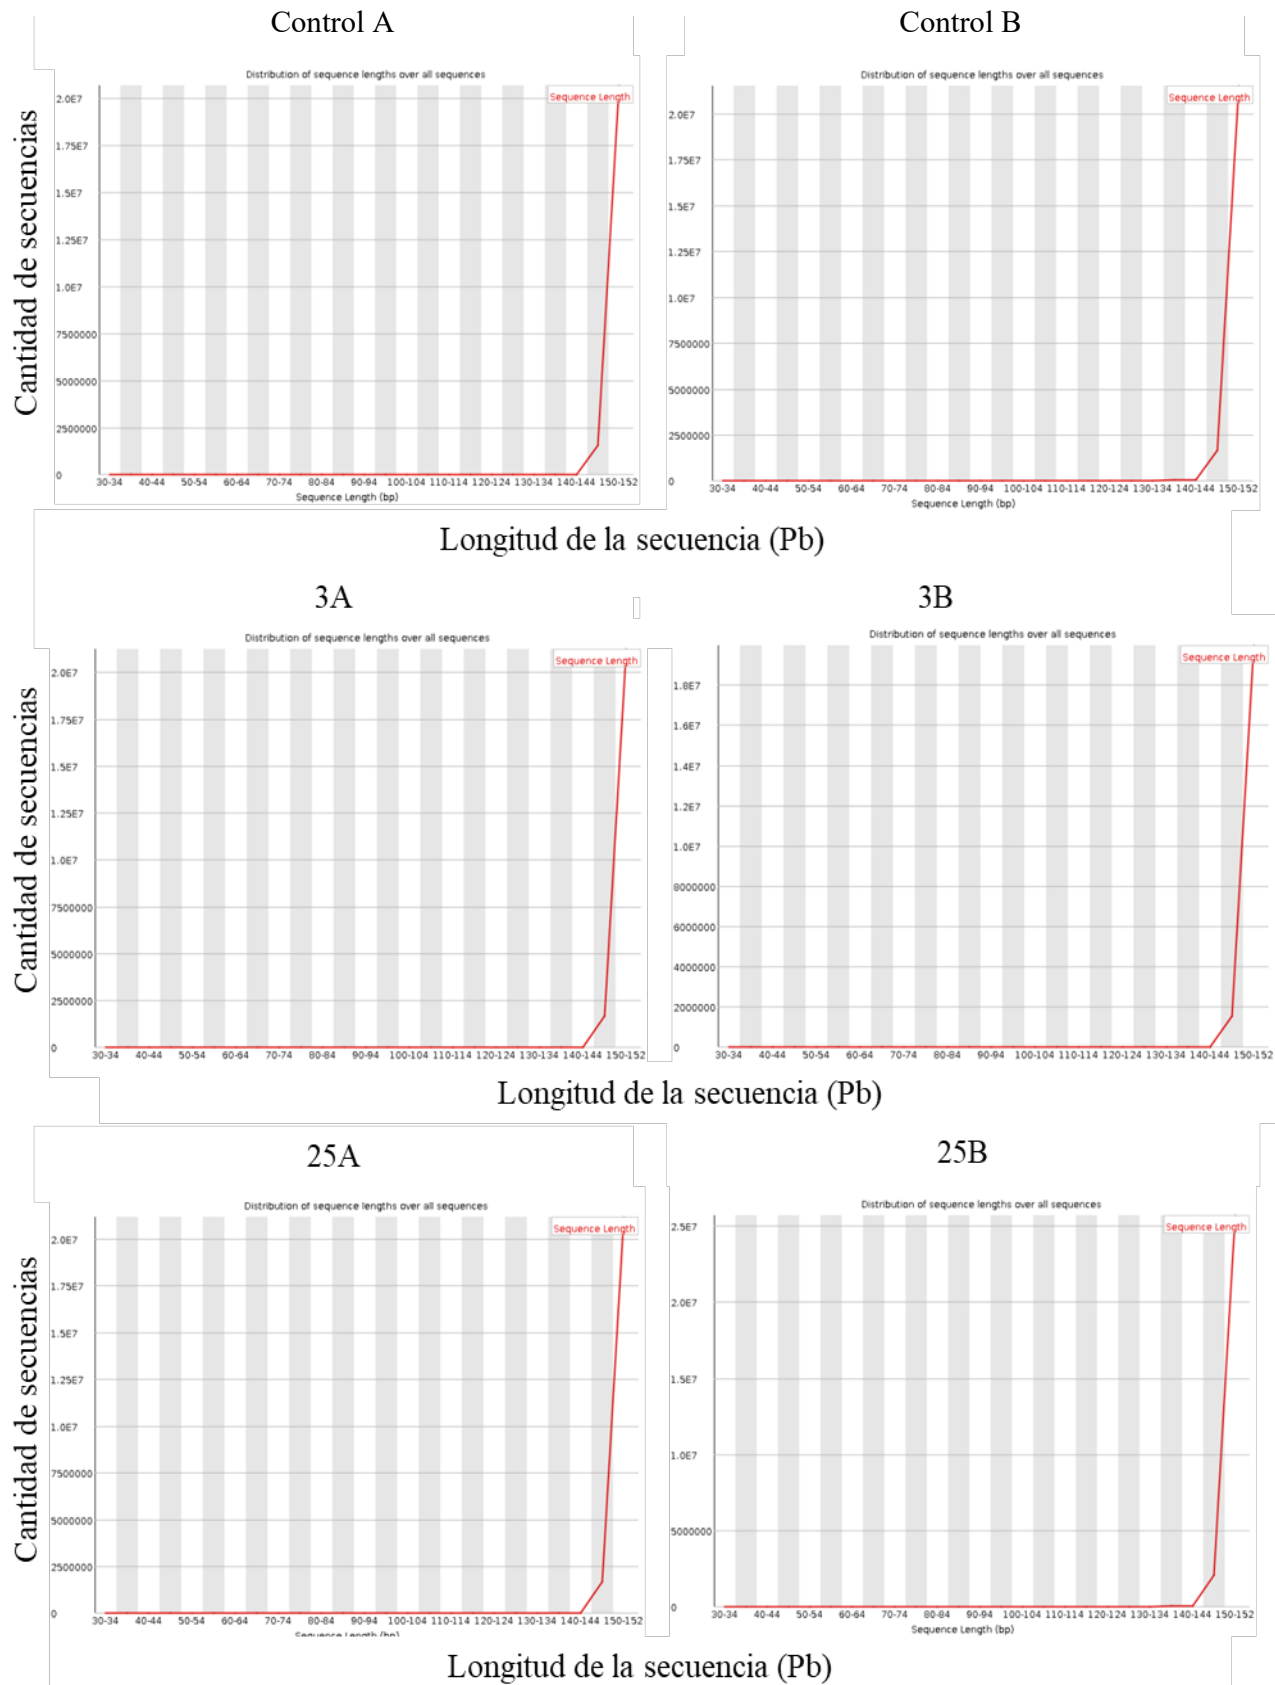 Control A
Control B
Cantidad de secuencias
Distribution of sequence lengths over all sequences
Sequence Length
2.0E7
1.75E7
1.5E7
1.25E7
1.0E7
7500000
5000000
2500000
0
30-34 40-44 50-54 60-64 70-74 80-84 90-94 100-104 110-114 120-124 130-134 140-144 150-152
Sequence Length (bp)
Distribution of sequence lengths over all sequences
Sequence Length
2.0E7
1.75E7
1.5E7
1.25E7
1.0E7
7500000
5000000
2500000
0
30-34 40-44 50-54 60-64 70-74 80-84 90-94 100-104 110-114 120-124 130-134 140-144 150-152
Sequence Length (bp)
Longitud de la secuencia (Pb)
3A
3B
Cantidad de secuencias
Distribution of sequence lengths over all sequences
Sequence Length
2.0E7
1.75E7
1.5E7
1.25E7
1.0E7
7500000
5000000
2500000
0
30-34 40-44 50-54 60-64 70-74 80-84 90-94 100-104 110-114 120-124 130-134 140-144 150-152
Distribution of sequence lengths over all sequences
Sequence Length
1.8E7
1.6E7
1.4E7
1.2E7
1.0E7
8000000
6000000
4000000
2000000
0
30-34 40-44 50-54 60-64 70-74 80-84 90-94 100-104 110-114 120-124 130-134 140-144 150-152
Longitud de la secuencia (Pb)
25A
25B
Cantidad de secuencias
Distribution of sequence lengths over all sequences
Sequence Length
2.0E7
1.75E7
1.5E7
1.25E7
1.0E7
7500000
5000000
2500000
0
30-34 40-44 50-54 60-64 70-74 80-84 90-94 100-104 110-114 120-124 130-134 140-144 150-152
Sequence Length (bp)
Distribution of sequence lengths over all sequences
Sequence Length
2.5E7
2.0E7
1.5E7
1.0E7
5000000
0
30-34 40-44 50-54 60-64 70-74 80-84 90-94 100-104 110-114 120-124 130-134 140-144 150-152
Sequence Length (bp)
Longitud de la secuencia (Pb)